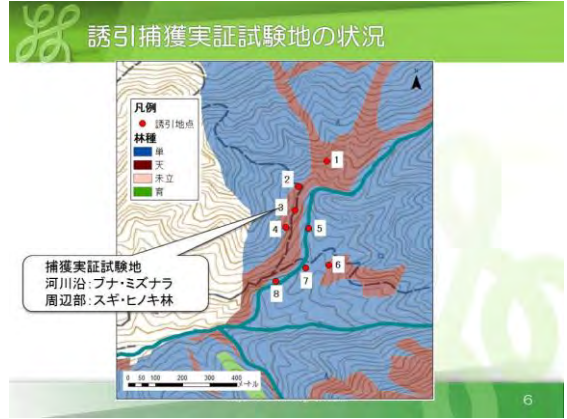 誘引捕獲実証試験地の状況
凡例
誘引地点
林種
単
天
未立
育
1
2
3
4
5
6
7
8
捕獲実証試験地
河川沿:ブナ・ミズナラ
周辺部:スギ・ヒノキ林
0 50 100 200 300 400
メートル
6